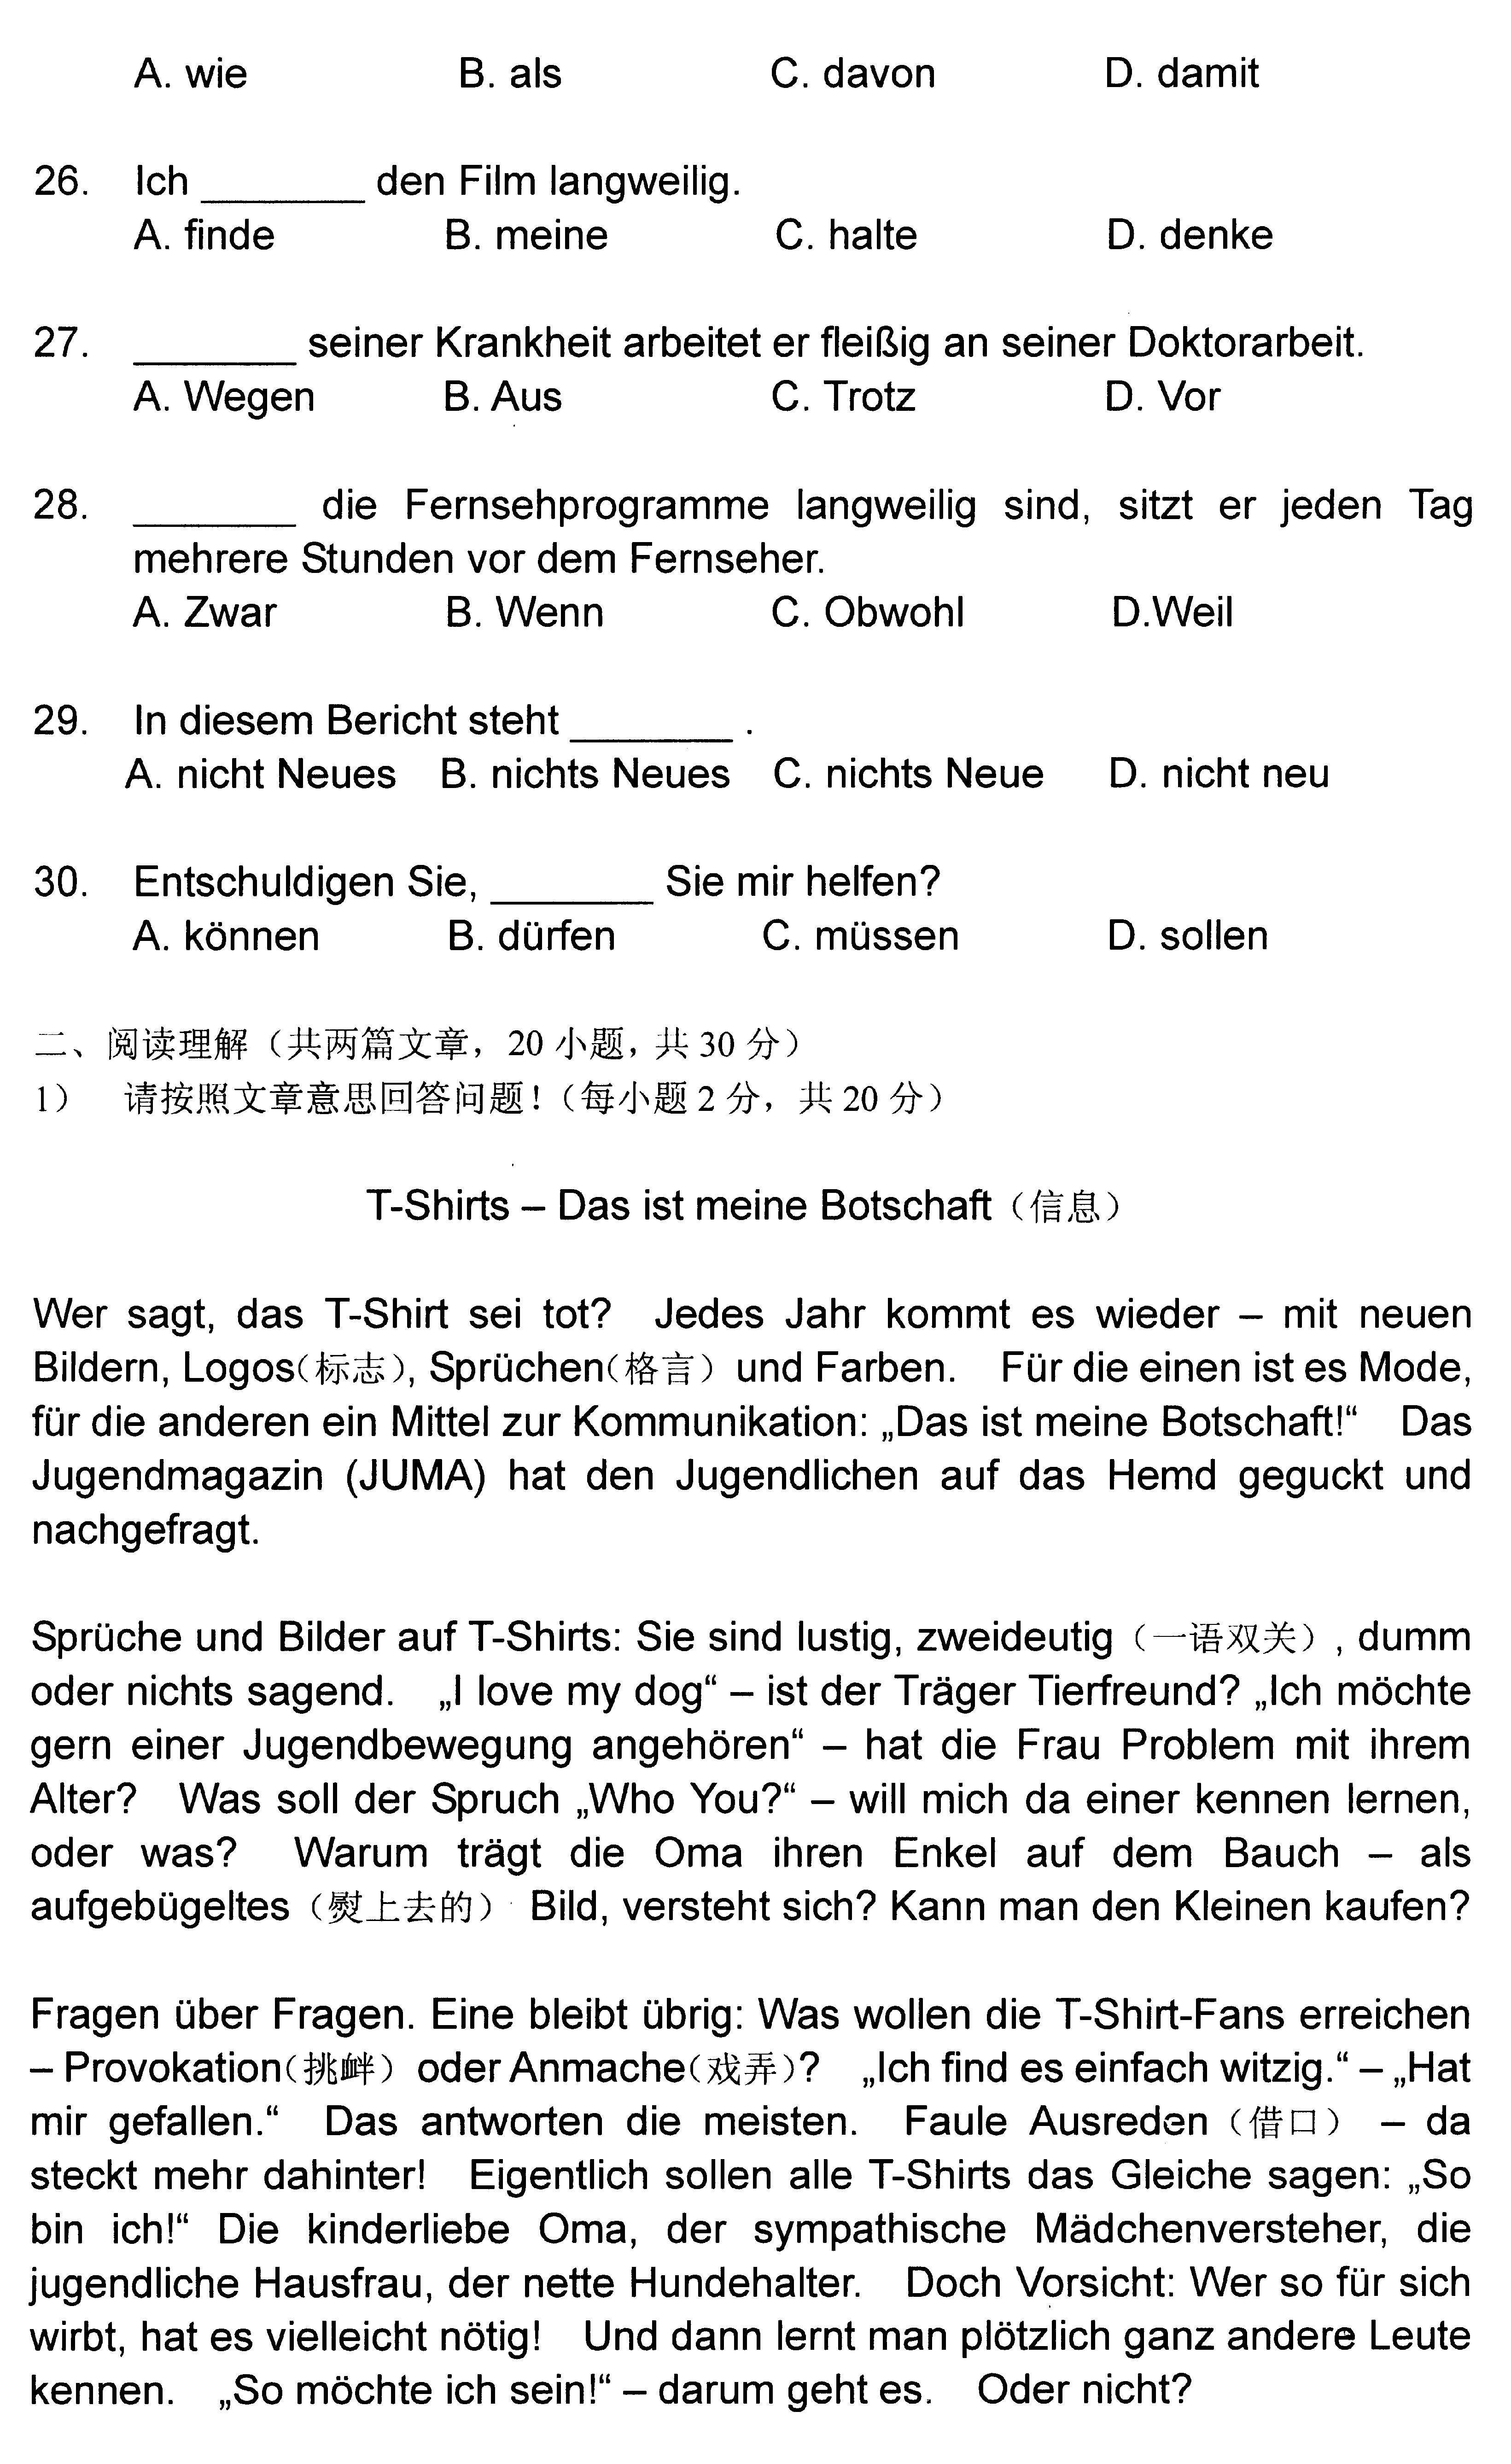 A. wie B. als C. davon D. damit
26. Ich ________ den Film langweilig.
A. finde B. meine C. halte D. denke
27. ________ seiner Krankheit arbeitet er fleißig an seiner Doktorarbeit.
A. Wegen B. Aus C. Trotz D. Vor
28. ________ die Fernsehprogramme langweilig sind, sitzt er jeden Tag
mehrere Stunden vor dem Fernseher.
A. Zwar B. Wenn C. Obwohl D.Weil
29. In diesem Bericht steht ________ .
A. nicht Neues B. nichts Neues C. nichts Neue D. nicht neu
30. Entschuldigen Sie, ________ Sie mir helfen?
A. können B. dürfen C. müssen D. sollen
二、阅读理解（共两篇文章，20 小题，共 30 分）
1） 请按照文章意思回答问题！（每小题 2 分，共 20 分）
T-Shirts – Das ist meine Botschaft（信息）
Wer sagt, das T-Shirt sei tot? Jedes Jahr kommt es wieder – mit neuen
Bildern, Logos(标志), Sprüchen(格言) und Farben. Für die einen ist es Mode,
für die anderen ein Mittel zur Kommunikation: „Das ist meine Botschaft!“ Das
Jugendmagazin (JUMA) hat den Jugendlichen auf das Hemd geguckt und
nachgefragt.
Sprüche und Bilder auf T-Shirts: Sie sind lustig, zweideutig（一语双关）, dumm
oder nichts sagend. „I love my dog“ – ist der Träger Tierfreund? „Ich möchte
gern einer Jugendbewegung angehören“ – hat die Frau Problem mit ihrem
Alter? Was soll der Spruch „Who You?“ – will mich da einer kennen lernen,
oder was? Warum trägt die Oma ihren Enkel auf dem Bauch – als
aufgebügeltes（熨上去的） Bild, versteht sich? Kann man den Kleinen kaufen?
Fragen über Fragen. Eine bleibt übrig: Was wollen die T-Shirt-Fans erreichen
– Provokation(挑衅) oder Anmache(戏弄)? „Ich find es einfach witzig.“ – „Hat
mir gefallen.“ Das antworten die meisten. Faule Ausreden（借口） – da
steckt mehr dahinter! Eigentlich sollen alle T-Shirts das Gleiche sagen: „So
bin ich!“ Die kinderliebe Oma, der sympathische Mädchenversteher, die
jugendliche Hausfrau, der nette Hundehalter. Doch Vorsicht: Wer so für sich
wirbt, hat es vielleicht nötig! Und dann lernt man plötzlich ganz andere Leute
kennen. „So möchte ich sein!“ – darum geht es. Oder nicht?